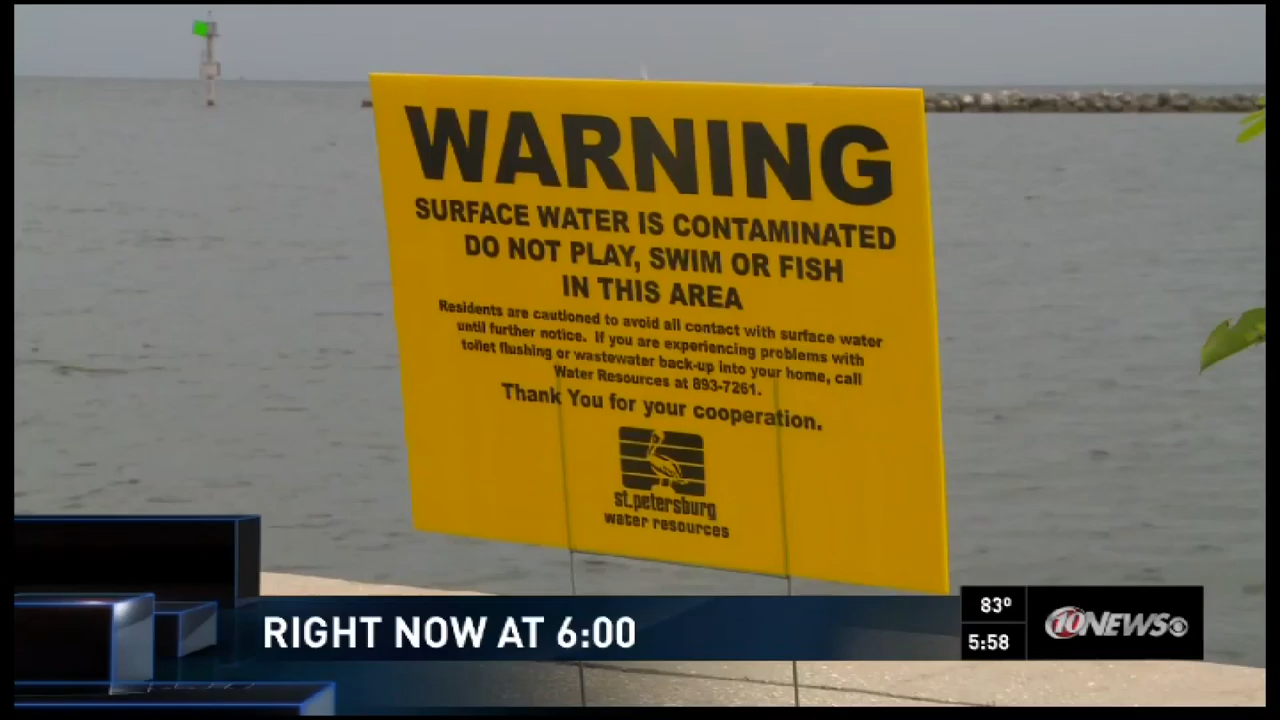 WARNING
SURFACE WATER IS CONTAMINATED
DO NOT PLAY, SWIM OR FISH
IN THIS AREA
Residents are cautioned to avoid all contact with surface water
until further notice. If you are experiencing problems with
toilet flushing or wastewater back-up into your home, call
Water Resources at 893-7261.
Thank You for your cooperation.
st.petersburg
water resources
RIGHT NOW AT 6:00
83º
5:58
10NEWS